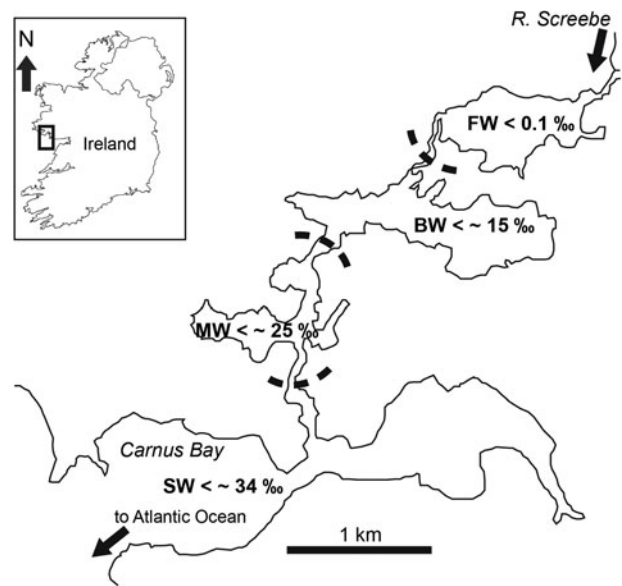 N
Ireland
R. Screebe
FW < 0.1 ‰
BW < ~ 15 ‰
MW < ~ 25 ‰
Carnus Bay
SW < ~ 34 ‰
to Atlantic Ocean
1 km